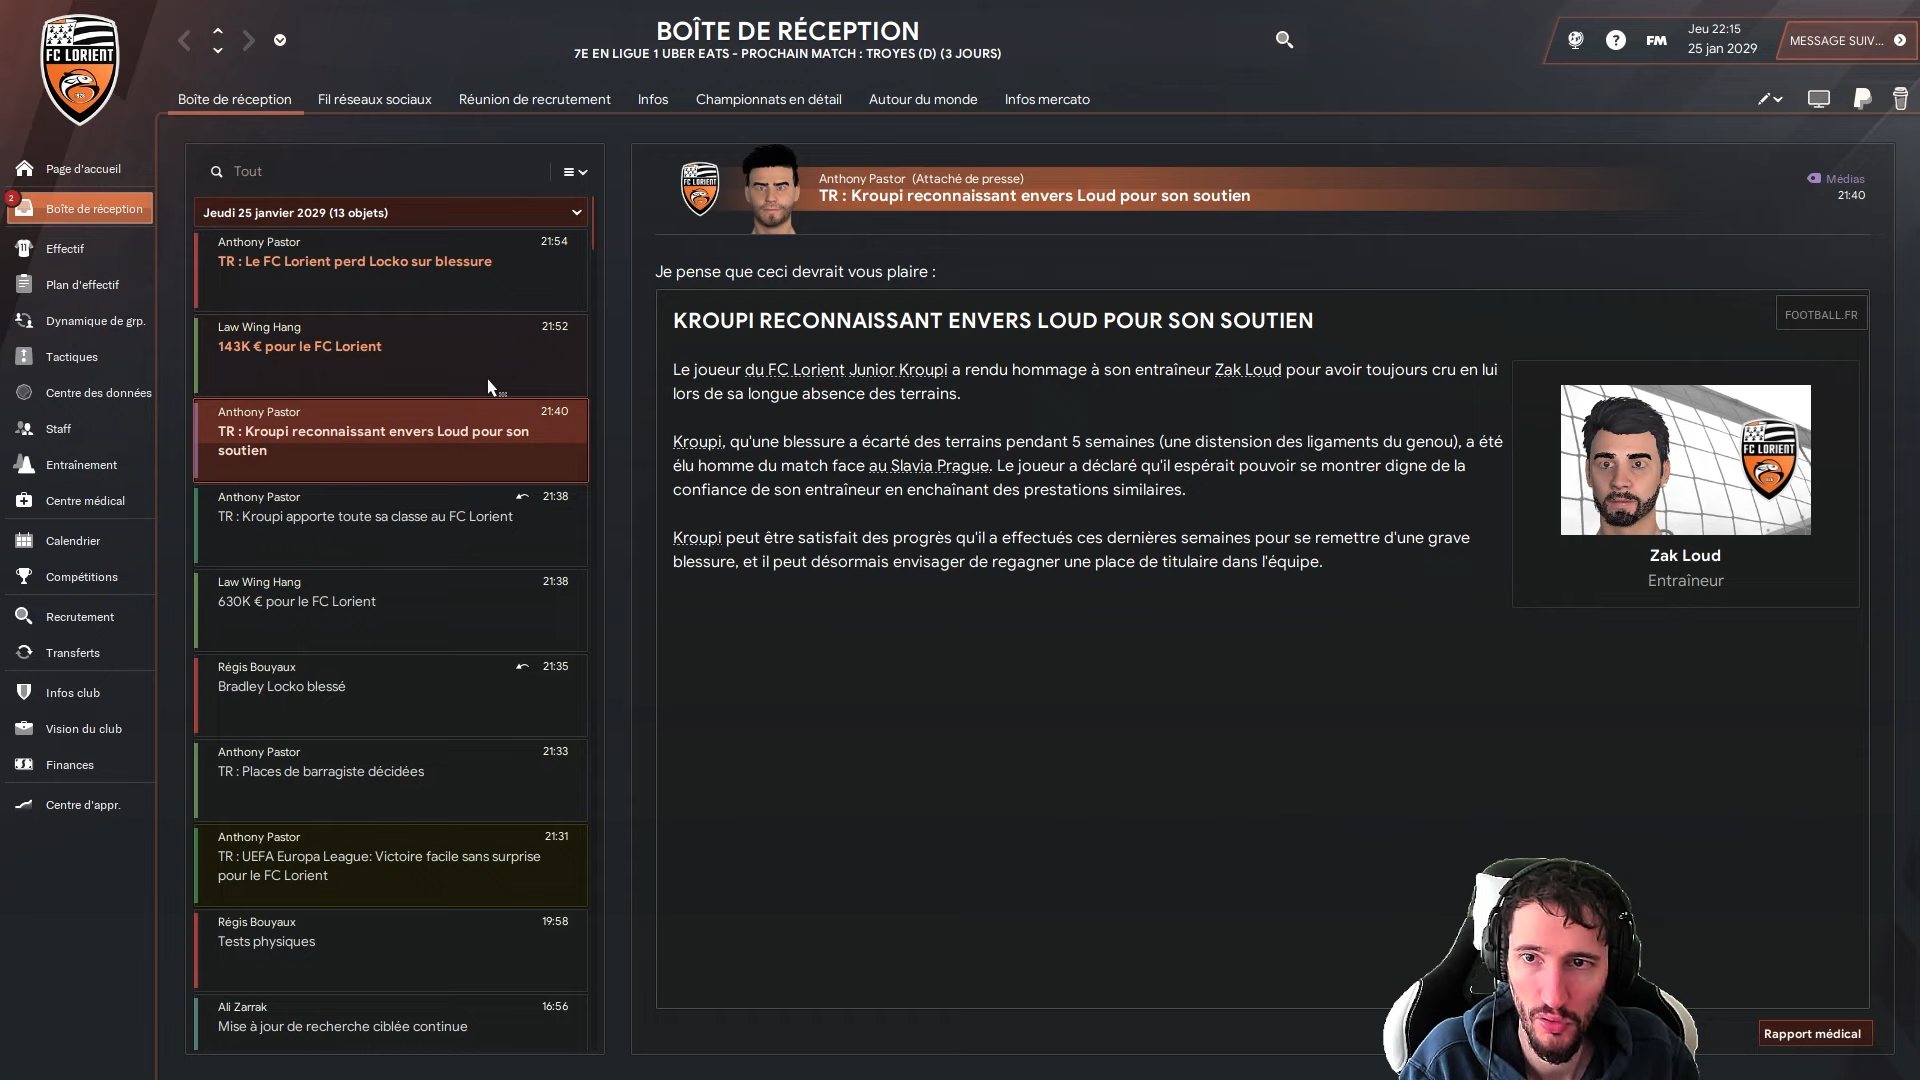 FC LORIENT
BOÎTE DE RÉCEPTION
7E EN LIGUE 1 UBER EATS - PROCHAIN MATCH : TROYES (D) (3 JOURS)
FM
Jeu 22:15
25 jan 2029
MESSAGE SUIV...
Boîte de réception
Fil réseaux sociaux
Réunion de recrutement
Infos
Championnats en détail
Autour du monde
Infos mercato
Page d'accueil
2
Boîte de réception
Effectif
Plan d'effectif
Dynamique de grp.
Tactiques
Centre des données
Staff
Entraînement
Centre médical
Calendrier
Compétitions
Recrutement
Transferts
Infos club
Vision du club
Finances
Centre d'appr.
Tout
Jeudi 25 janvier 2029 (13 objets)
Anthony Pastor 21:54
TR : Le FC Lorient perd Locko sur blessure
Law Wing Hang 21:52
143K € pour le FC Lorient
Anthony Pastor 21:40
TR : Kroupi reconnaissant envers Loud pour son
soutien
Anthony Pastor 21:38
TR : Kroupi apporte toute sa classe au FC Lorient
Law Wing Hang 21:38
630K € pour le FC Lorient
Régis Bouyaux 21:35
Bradley Locko blessé
Anthony Pastor 21:33
TR : Places de barragiste décidées
Anthony Pastor 21:31
TR : UEFA Europa League: Victoire facile sans surprise
pour le FC Lorient
Régis Bouyaux 19:58
Tests physiques
Ali Zarrak 16:56
Mise à jour de recherche ciblée continue
FC LORIENT
Anthony Pastor (Attaché de presse)
TR : Kroupi reconnaissant envers Loud pour son soutien
Médias
21:40
Je pense que ceci devrait vous plaire :
KROUPI RECONNAISSANT ENVERS LOUD POUR SON SOUTIEN
FOOTBALL.FR
Le joueur du FC Lorient Junior Kroupi a rendu hommage à son entraîneur Zak Loud pour avoir toujours cru en lui
lors de sa longue absence des terrains.
Kroupi, qu'une blessure a écarté des terrains pendant 5 semaines (une distension des ligaments du genou), a été
élu homme du match face au Slavia Prague. Le joueur a déclaré qu'il espérait pouvoir se montrer digne de la
confiance de son entraîneur en enchaînant des prestations similaires.
Kroupi peut être satisfait des progrès qu'il a effectués ces dernières semaines pour se remettre d'une grave
blessure, et il peut désormais envisager de regagner une place de titulaire dans l'équipe.
FC LORIENT
Zak Loud
Entraîneur
Rapport médical